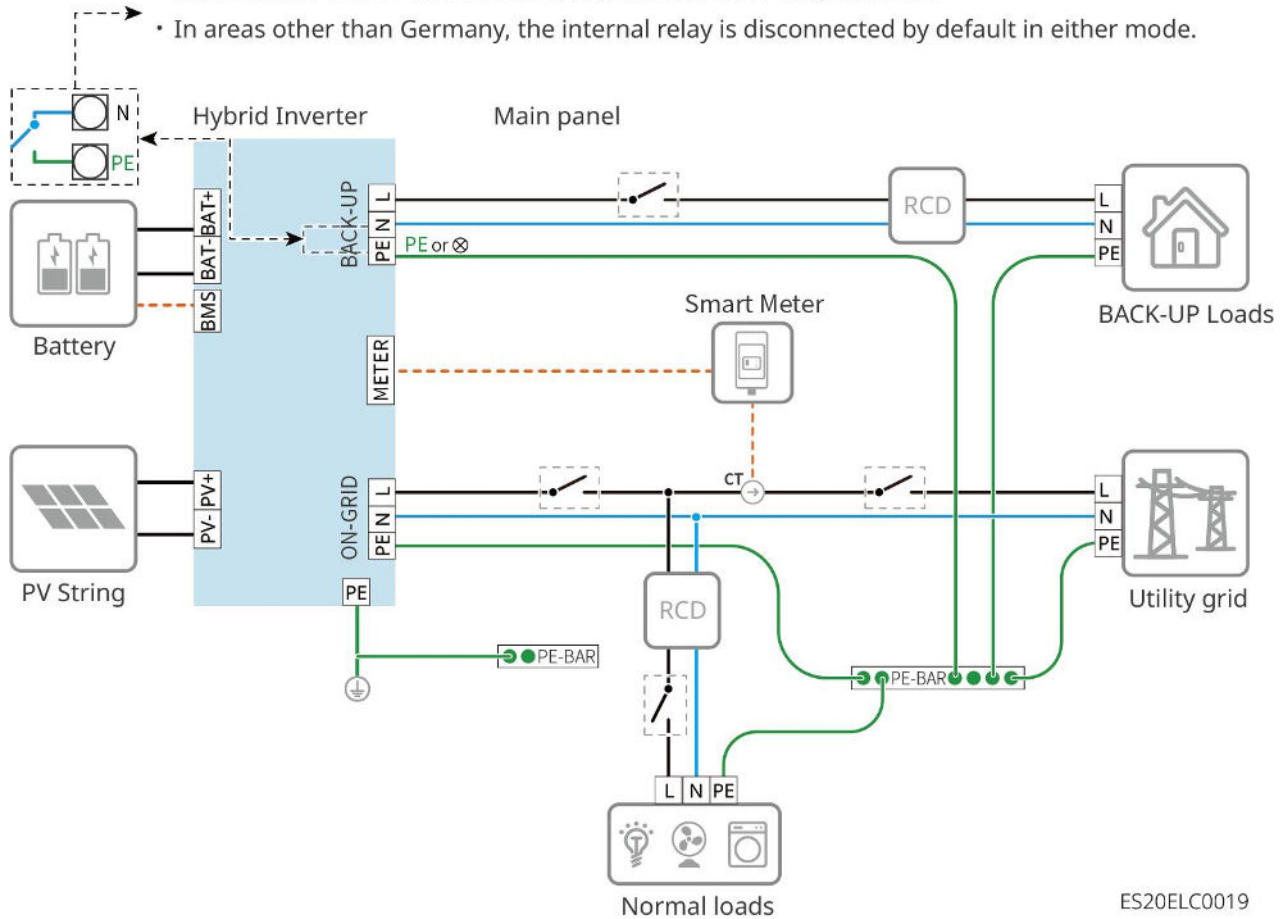 • In areas other than Germany, the internal relay is disconnected by default in either mode.
N
PE
Hybrid Inverter
Main panel
BAT+
BAT-
BMS
BACK-UP
L
N
PE
PE or ⊗
RCD
L
N
PE
BACK-UP Loads
Battery
METER
Smart Meter
PV+
PV-
PV String
ON-GRID
L
N
PE
CT
L
N
PE
Utility grid
PE
RCD
PE-BAR
PE-BAR
L N PE
Normal loads
ES20ELC0019